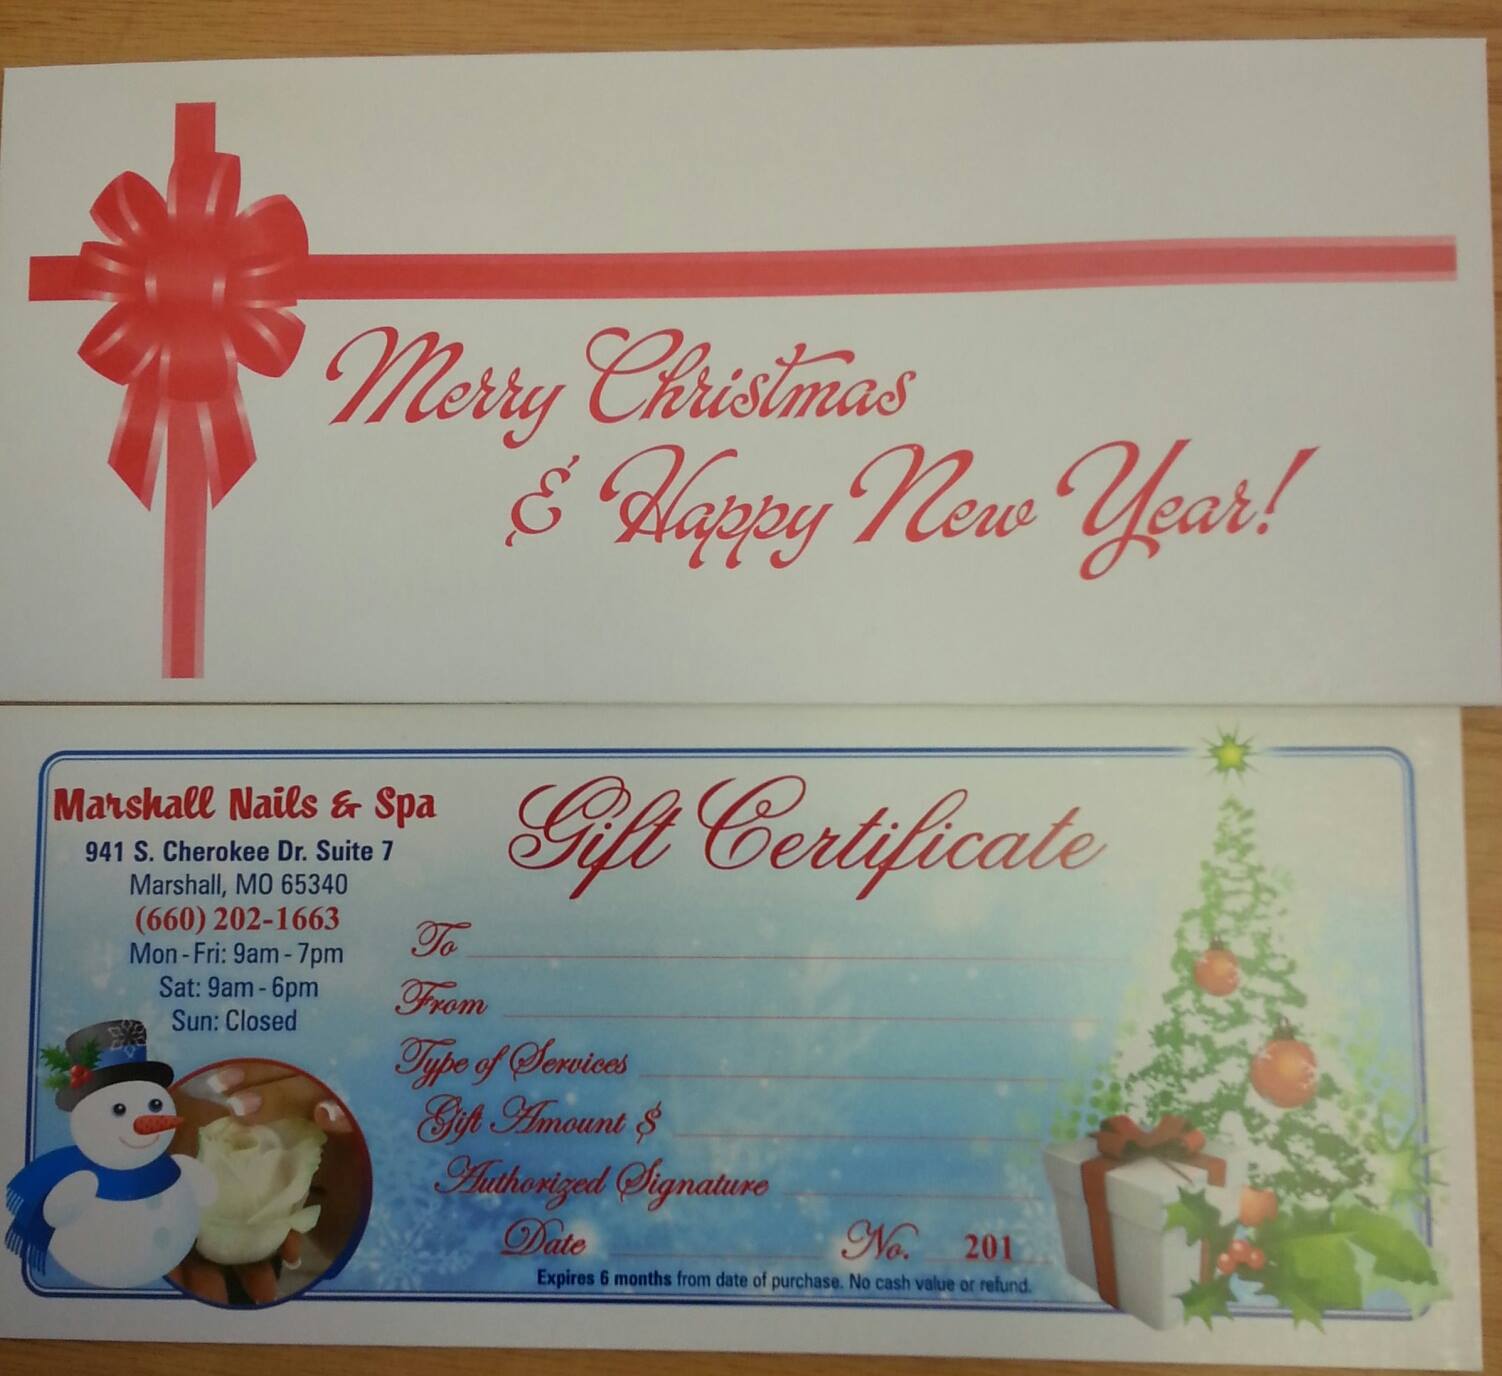 Merry Christmas
& Happy New Year!
Marshall Nails & Spa
941 S. Cherokee Dr. Suite 7
Marshall, MO 65340
(660) 202-1663
Mon - Fri: 9am - 7pm
Sat: 9am - 6pm
Sun: Closed
Gift Certificate
To
From
Type of Services
Gift Amount $
Authorized Signature
Date No. 201
Expires 6 months from date of purchase. No cash value or refund.